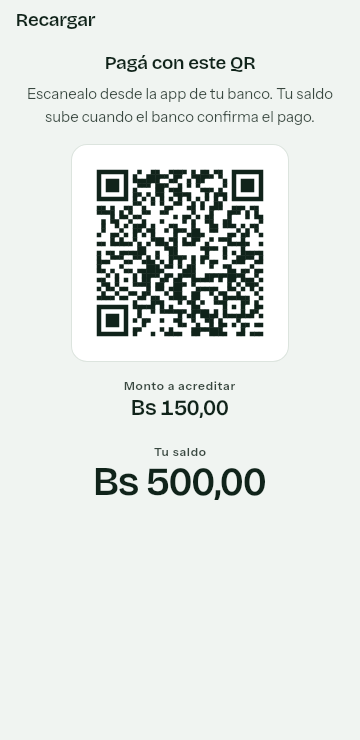 Recargar
Pagá con este QR
Escanealo desde la app de tu banco. Tu saldo
sube cuando el banco confirma el pago.
Monto a acreditar
Bs 150,00
Tu saldo
Bs 500,00